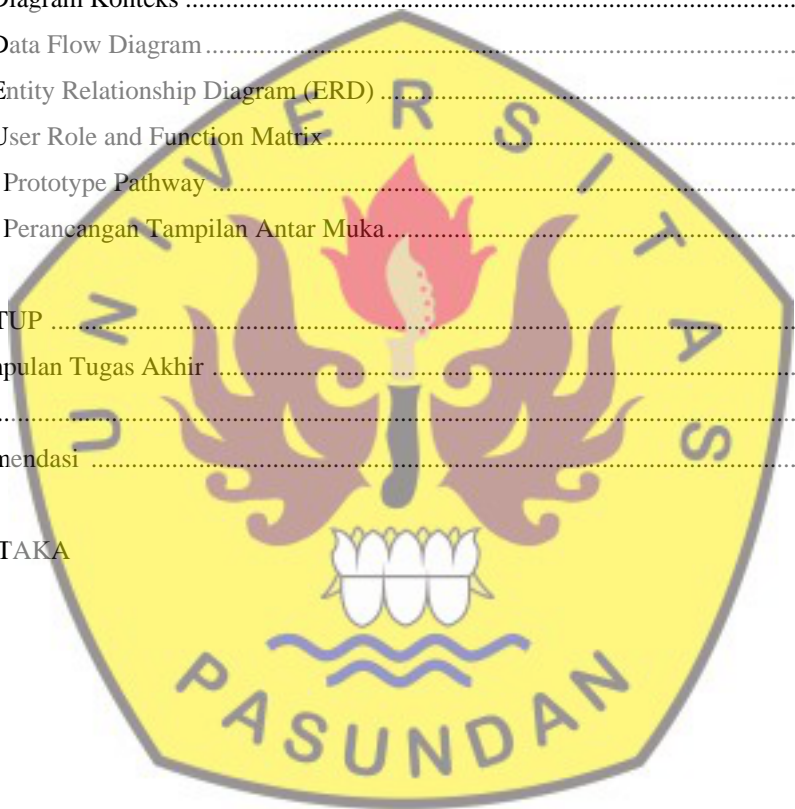 Diagram Konteks ....................................................................................................
Data Flow Diagram ....................................................................................................
Entity Relationship Diagram (ERD) ....................................................................................................
User Role and Function Matrix ....................................................................................................
Prototype Pathway ....................................................................................................
Perancangan Tampilan Antar Muka ....................................................................................................
UNIVERSITAS
TUP ....................................................................................................
pulan Tugas Akhir ....................................................................................................
....................................................................................................
mendasi ....................................................................................................
TAKA
PASUNDAN